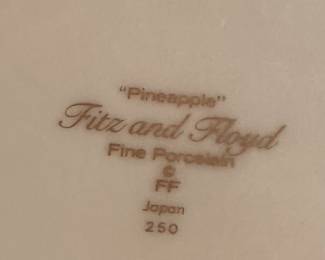 "Pineapple"
Fitz and Floyd
Fine Porcelain
©
FF
Japan
250